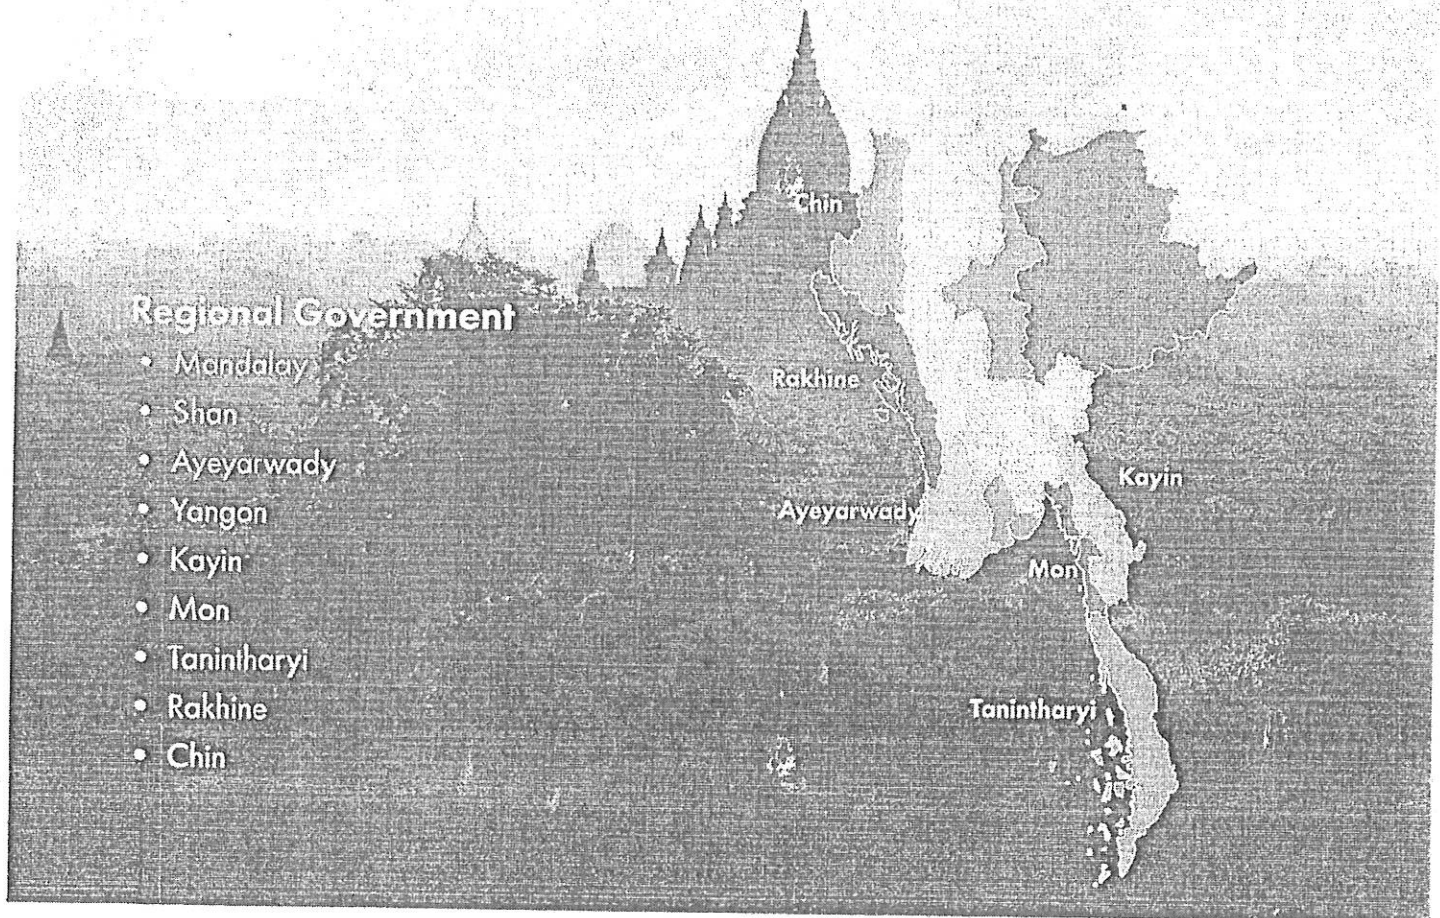 Regional Government
• Mandalay
• Shan
• Ayeyarwady
• Yangon
• Kayin
• Mon
• Tanintharyi
• Rakhine
• Chin
Chin
Rakhine
Ayeyarwady
Kayin
Mon
Tanintharyi